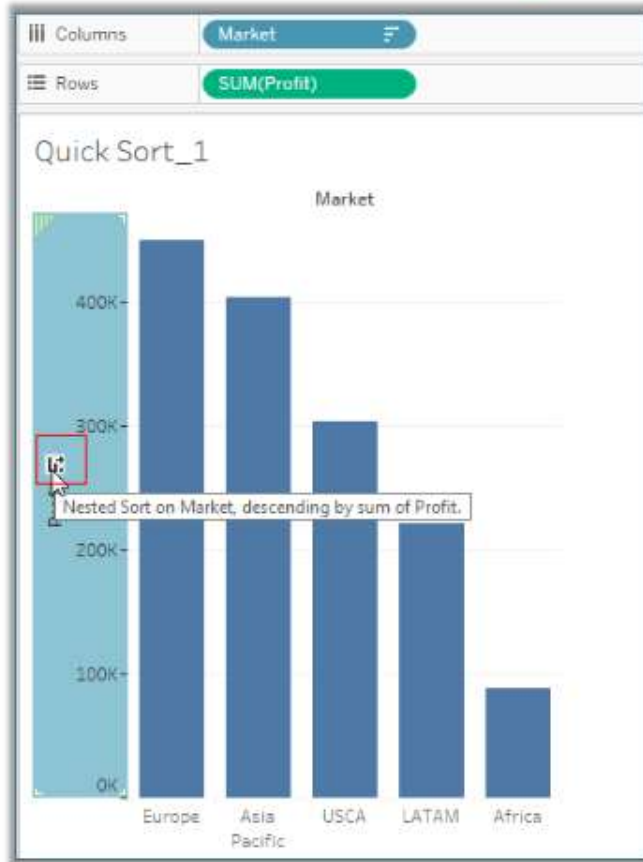 Columns
Market
Rows
SUM(Profit)
Quick Sort_1
Market
400K
300K
Nested Sort on Market, descending by sum of Profit.
200K
100K
0K
Europe
Asia Pacific
USCA
LATAM
Africa